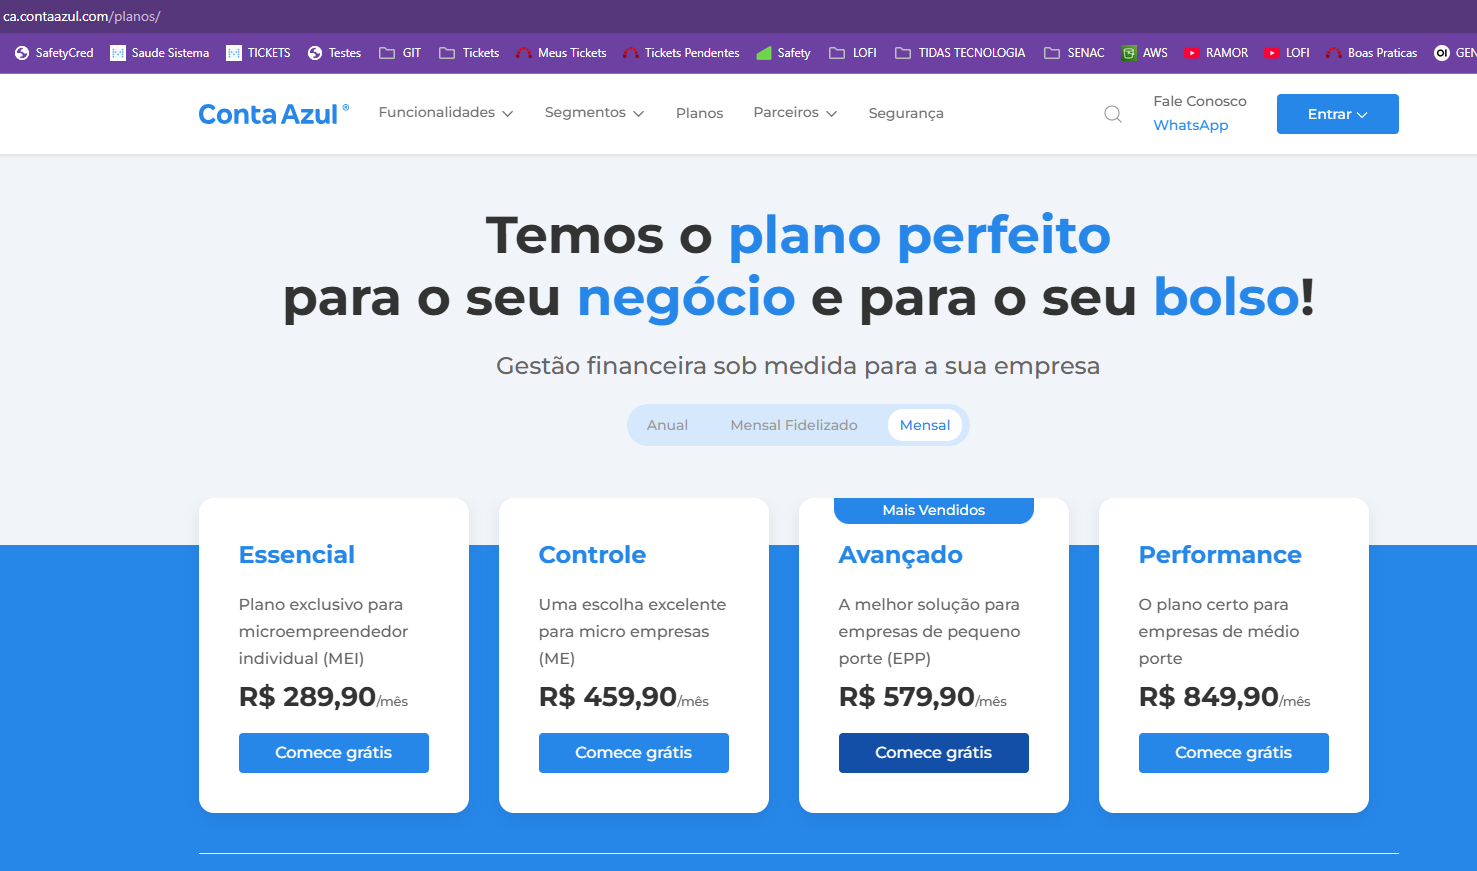 ca.contaazul.com/planos/
SafetyCred Saude Sistema TICKETS Testes GIT Tickets Meus Tickets Tickets Pendentes Safety LOFI TIDAS TECNOLOGIA SENAC AWS RAMOR LOFI Boas Praticas GEN
Conta Azul ® Funcionalidades Segmentos Planos Parceiros Segurança
Fale Conosco
WhatsApp
Entrar
Temos o plano perfeito
para o seu negócio e para o seu bolso!
Gestão financeira sob medida para a sua empresa
Anual Mensal Fidelizado Mensal
Essencial
Plano exclusivo para
microempreendedor
individual (MEI)
R$ 289,90/mês
Comece grátis
Controle
Uma escolha excelente
para micro empresas
(ME)
R$ 459,90/mês
Comece grátis
Mais Vendidos
Avançado
A melhor solução para
empresas de pequeno
porte (EPP)
R$ 579,90/mês
Comece grátis
Performance
O plano certo para
empresas de médio
porte
R$ 849,90/mês
Comece grátis